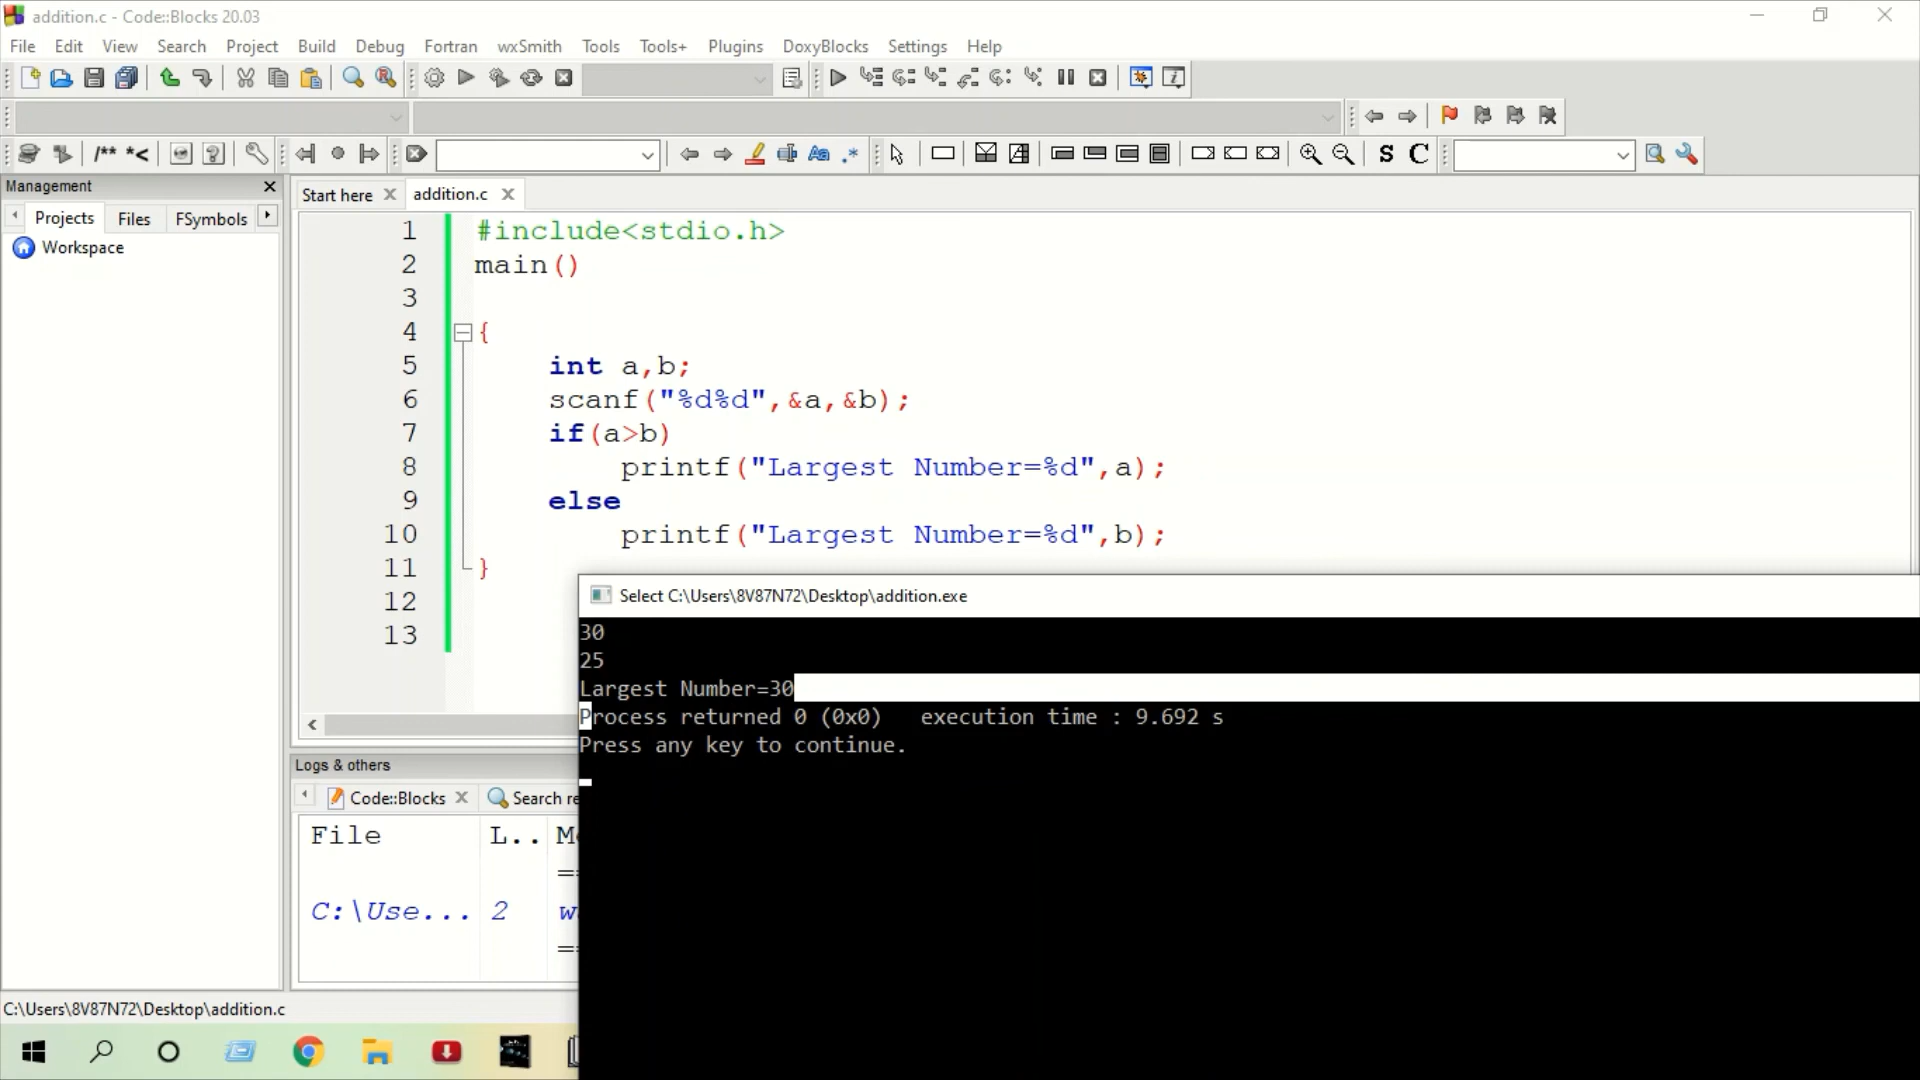 addition.c - Code::Blocks 20.03
File Edit View Search Project Build Debug Fortran wxSmith Tools Tools+ Plugins DoxyBlocks Settings Help
/** *< Aa .* S C
Management
Projects Files FSymbols
Workspace
Start here addition.c
1 #include<stdio.h>
2 main()
3
4 {
5 int a,b;
6 scanf("%d%d",&a,&b);
7 if(a>b)
8 printf("Largest Number=%d",a);
9 else
10 printf("Largest Number=%d",b);
11 }
12
13
Select C:\Users\8V87N72\Desktop\addition.exe
30
25
Largest Number=30
Process returned 0 (0x0) execution time : 9.692 s
Press any key to continue.
Logs & others
Code::Blocks Search re
File L.. M
==
C:\Use... 2 w
==
C:\Users\8V87N72\Desktop\addition.c